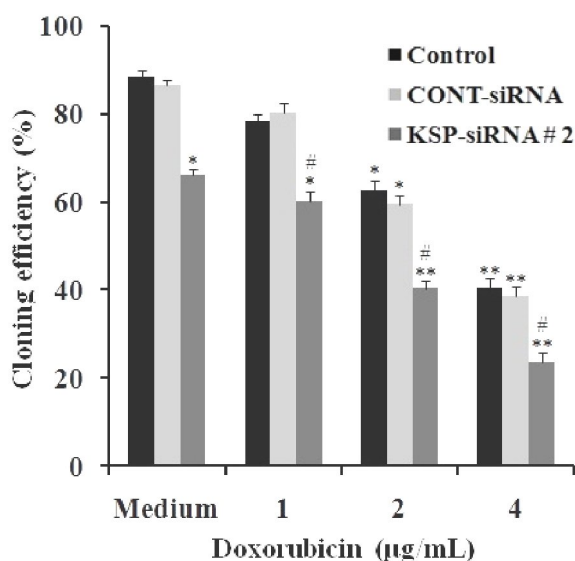 100
80
60
40
20
0
Cloning efficiency (%)
Control
CONT-siRNA
KSP-siRNA # 2
*
#
*
*
*
#
**
**
**
#
**
Medium 1 2 4
Doxorubicin (µg/mL)